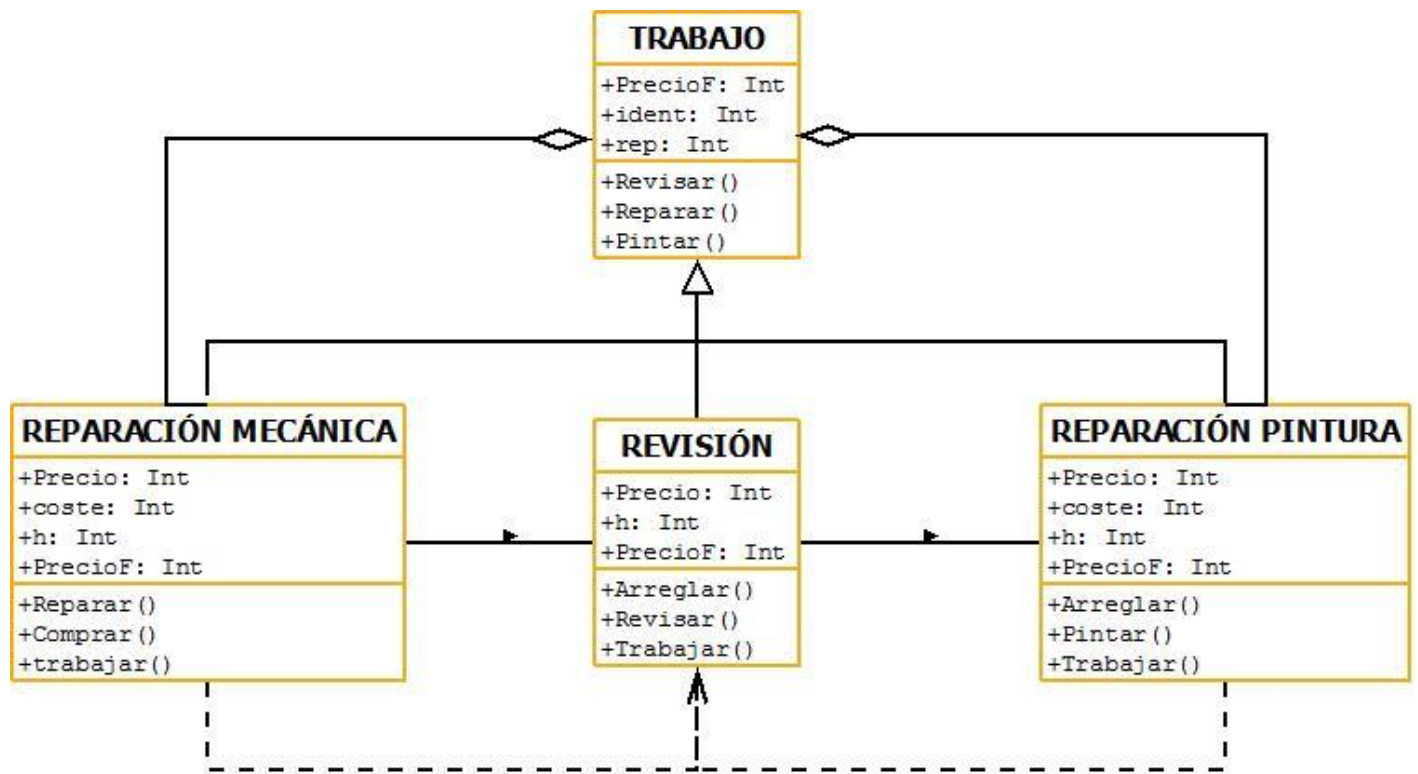 TRABAJO
+PrecioF: Int
+ident: Int
+rep: Int
+Revisar()
+Reparar()
+Pintar()
REPARACIÓN MECÁNICA
+Precio: Int
+coste: Int
+h: Int
+PrecioF: Int
+Reparar()
+Comprar()
+trabajar()
REVISIÓN
+Precio: Int
+h: Int
+PrecioF: Int
+Arreglar()
+Revisar()
+Trabajar()
REPARACIÓN PINTURA
+Precio: Int
+coste: Int
+h: Int
+PrecioF: Int
+Arreglar()
+Pintar()
+Trabajar()